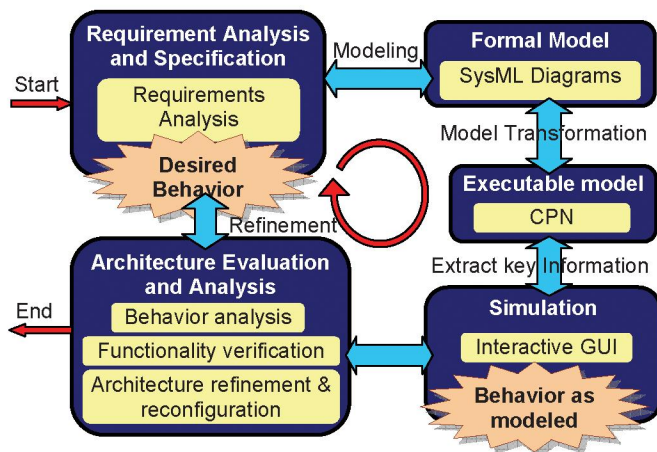 Requirement Analysis
and Specification
Start
Requirements
Analysis
Desired
Behavior
Modeling
Formal Model
SysML Diagrams
Model Transformation
Executable model
CPN
Extract key Information
Simulation
Interactive GUI
Behavior as
modeled
Refinement
Architecture Evaluation
and Analysis
End
Behavior analysis
Functionality verification
Architecture refinement &
reconfiguration